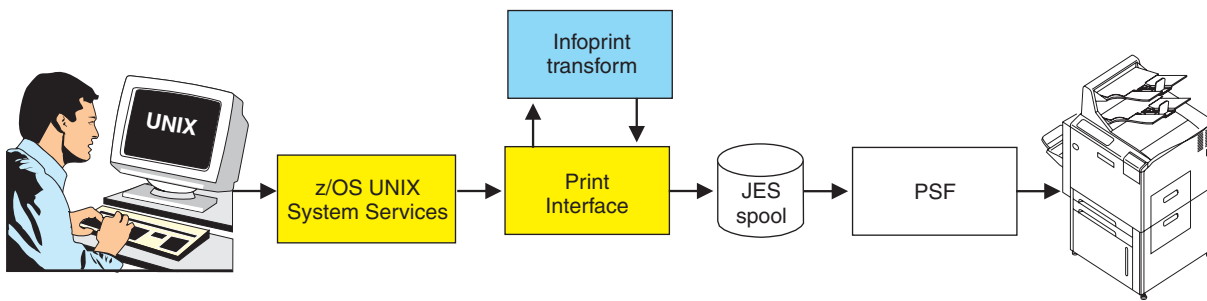 UNIX
z/OS UNIX
System Services
Infoprint
transform
Print
Interface
JES
spool
PSF